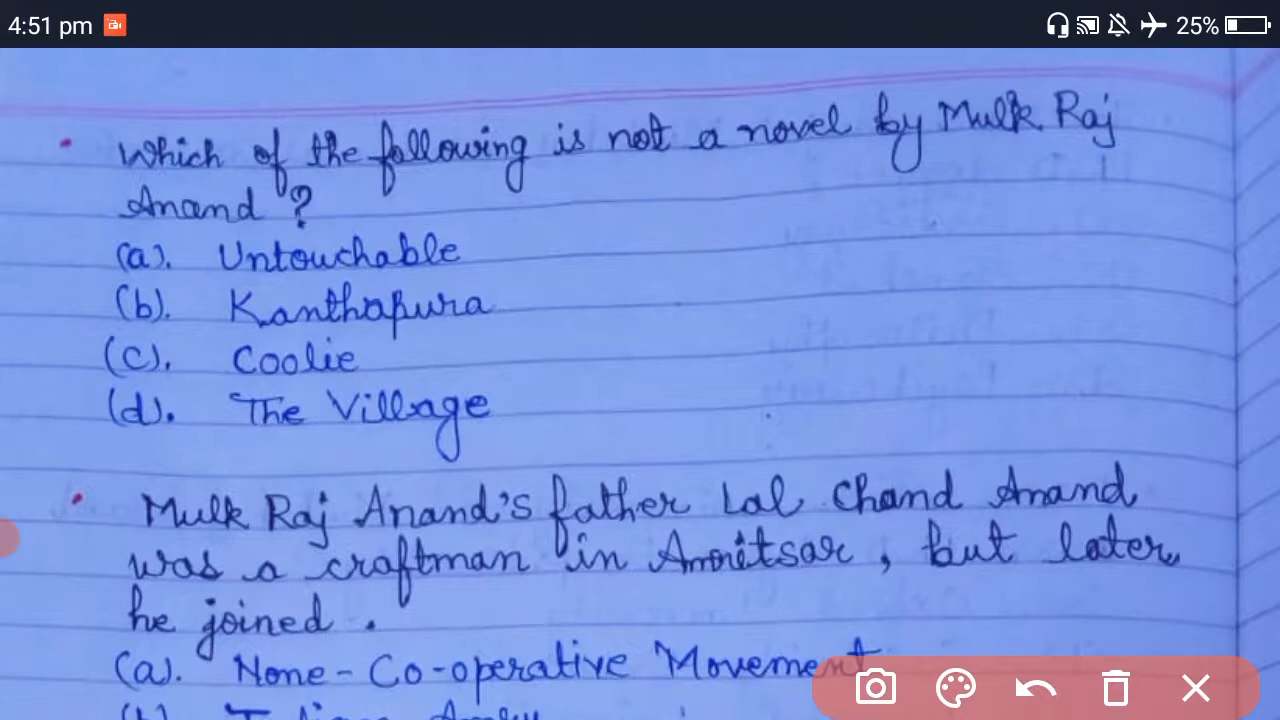 4:51 pm
25%
Which of the following is not a novel by Mulk Raj
Anand ?
(a). Untouchable
(b). Kanthapura
(c). Coolie
(d). The Village
Mulk Raj Anand's father Lal Chand Anand
was a craftman in Amritsar, but later
he joined .
(a). None-Co-operative Movement
(b). Indian Army